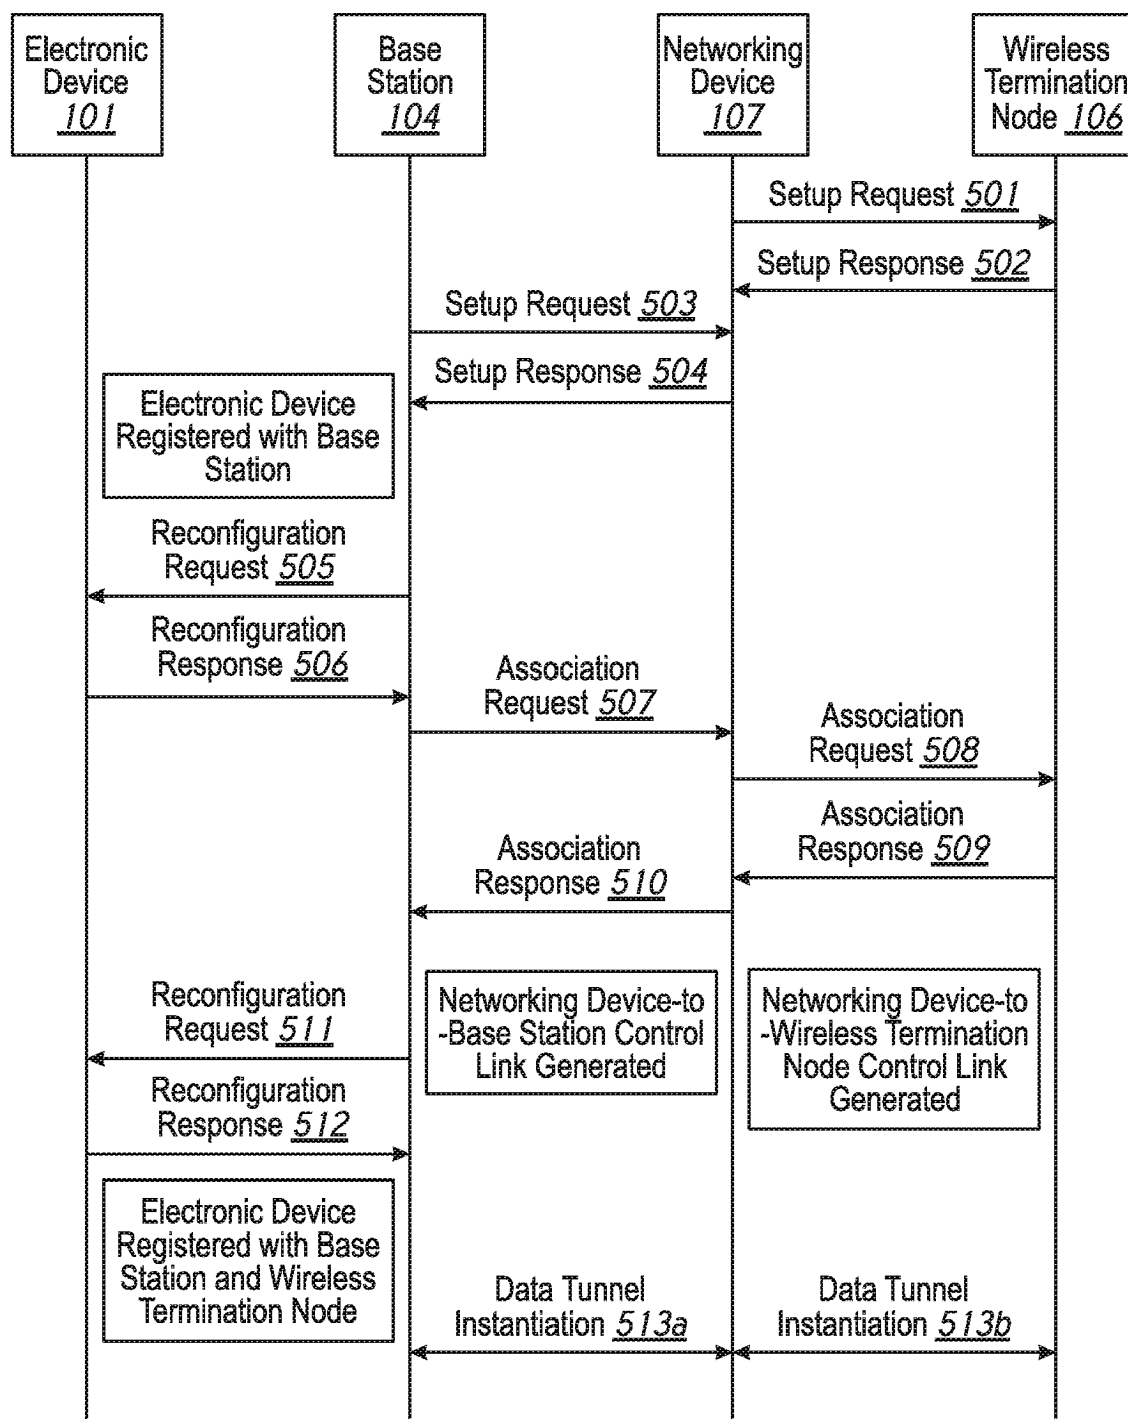 Electronic
Device
101
Base
Station
104
Networking
Device
107
Wireless
Termination
Node 106
Setup Request 501
Setup Response 502
Setup Request 503
Setup Response 504
Electronic Device
Registered with Base
Station
Reconfiguration
Request 505
Reconfiguration
Response 506
Association
Request 507
Association
Request 508
Association
Response 509
Association
Response 510
Networking Device-to
-Base Station Control
Link Generated
Networking Device-to
-Wireless Termination
Node Control Link
Generated
Reconfiguration
Request 511
Reconfiguration
Response 512
Electronic Device
Registered with Base
Station and Wireless
Termination Node
Data Tunnel
Instantiation 513a
Data Tunnel
Instantiation 513b